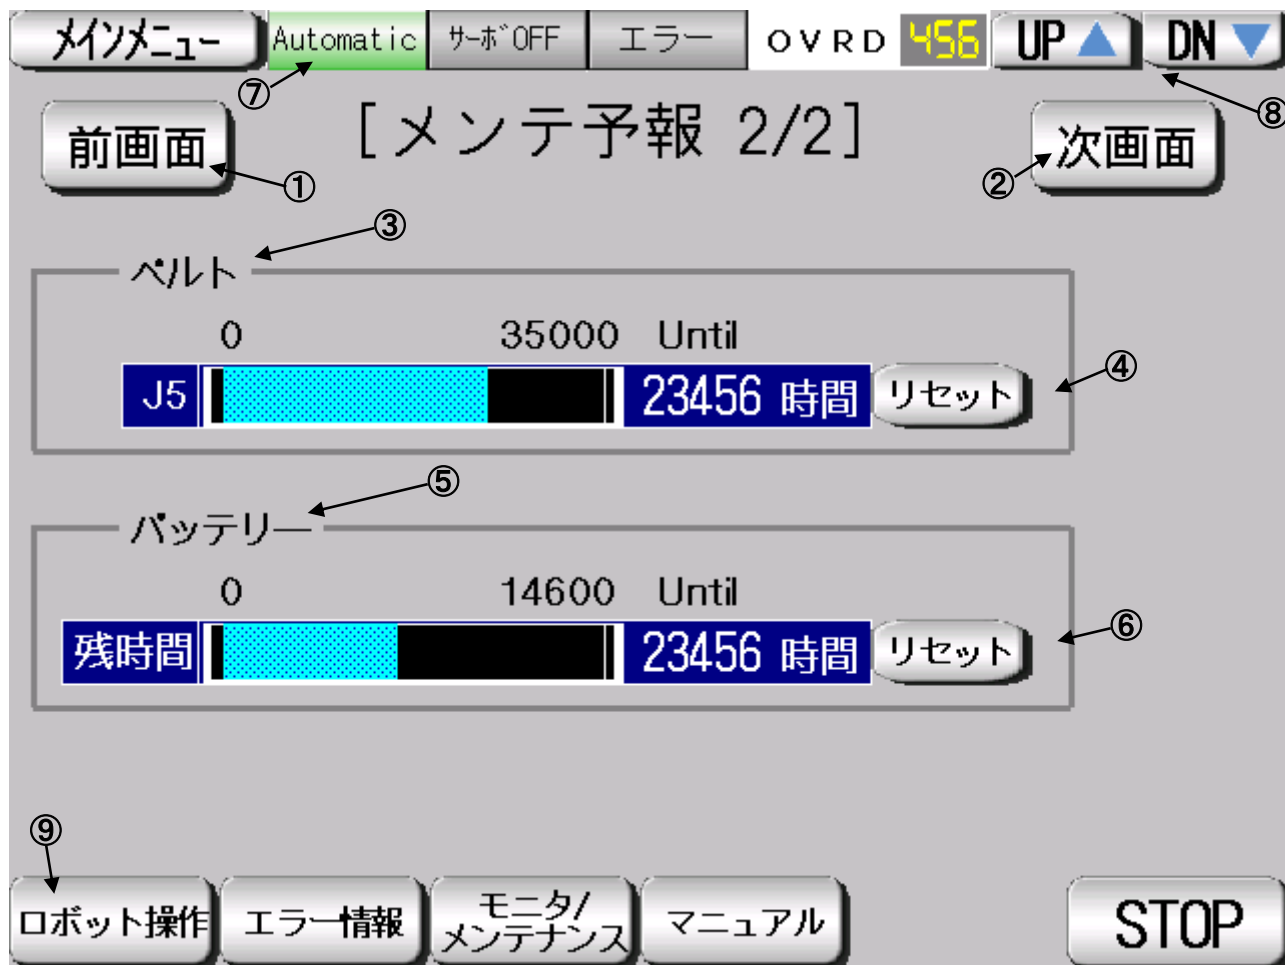 メインメニュー Automatic サーボOFF エラー OVRD 456 UP DN
⑦ ⑧
前画面 [メンテ予報 2/2] 次画面
① ②
③
ベルト
0 35000 Until
J5 23456 時間 リセット ④
⑤
バッテリー
0 14600 Until
残時間 23456 時間 リセット ⑥
⑨
ロボット操作 エラー情報 モニタ/ マニュアル STOP
メンテナンス